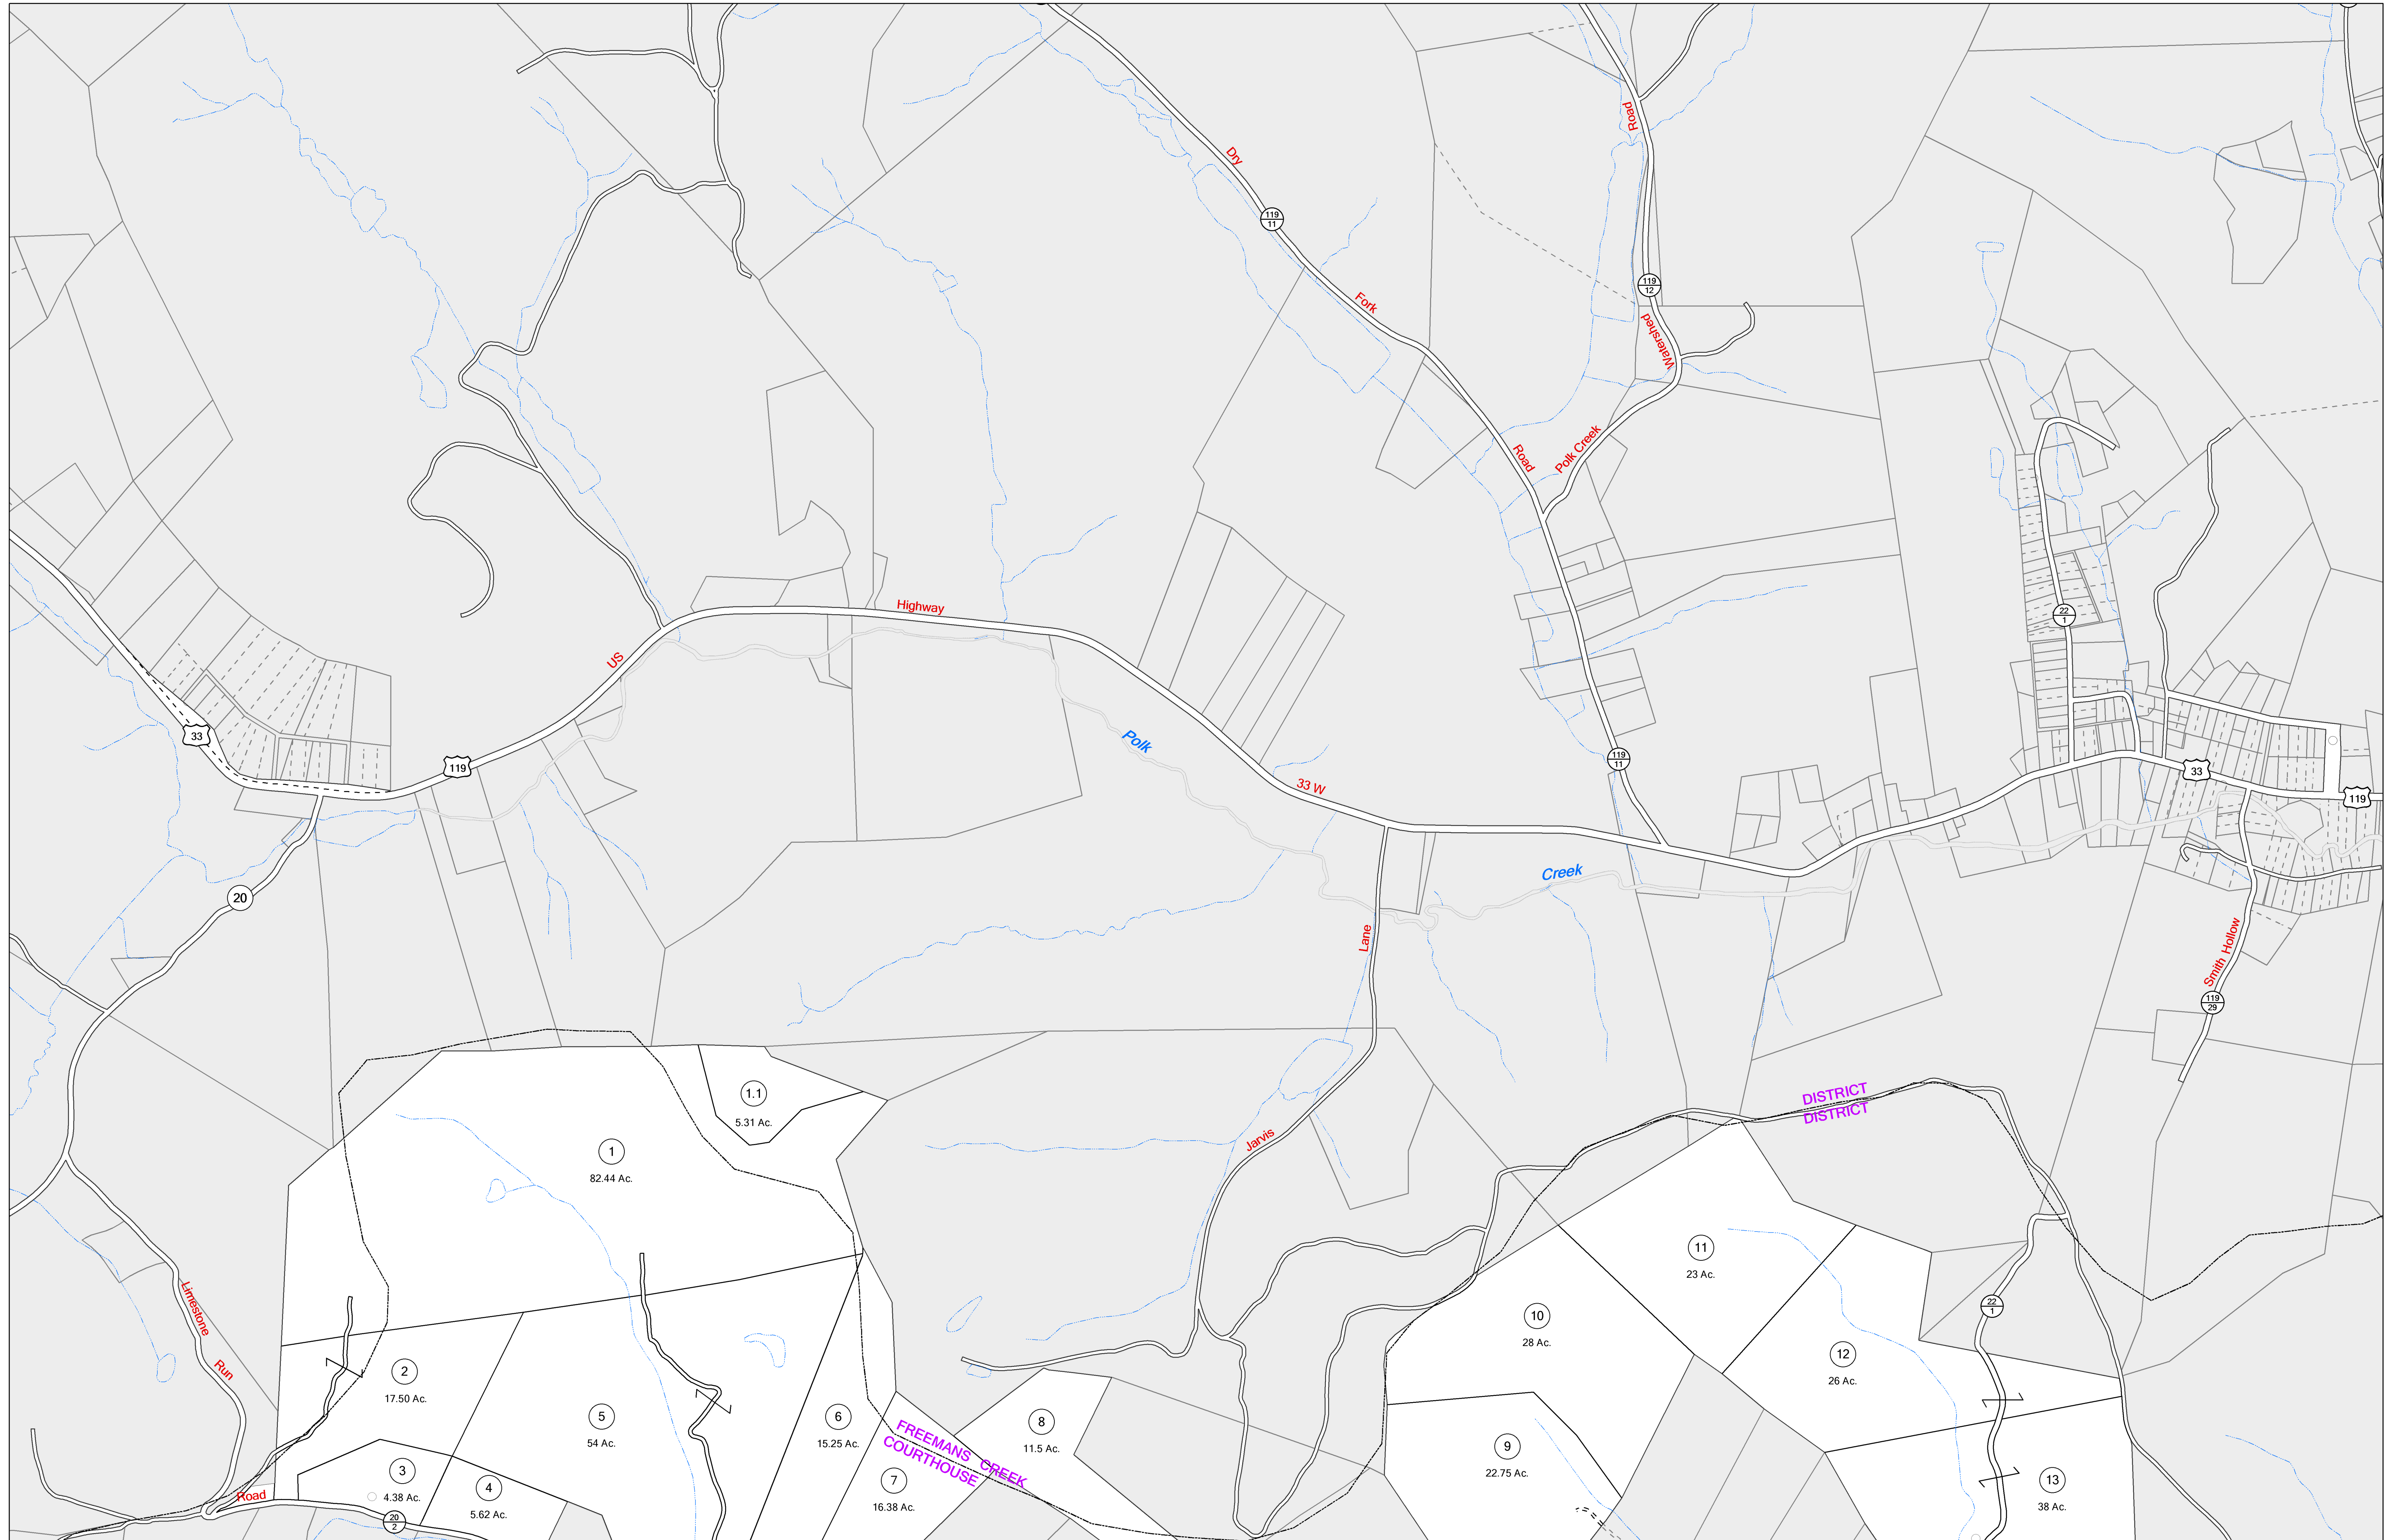 Road
Dry
119
11
119
12
Fork
Watershed
Polk Creek
Road
Highway
22
1
US
33
Polk
119
11
119
33
33 W
119
Creek
20
Lane
Smith Hollow
119
29
DISTRICT
DISTRICT
1.1
5.31 Ac.
Jarvis
1
82.44 Ac.
11
23 Ac.
Limestone
22
1
10
28 Ac.
12
26 Ac.
Run
2
17.50 Ac.
5
54 Ac.
6
15.25 Ac.
8
11.5 Ac.
FREEMANS CREEK
COURTHOUSE
9
22.75 Ac.
3
4.38 Ac.
7
16.38 Ac.
13
38 Ac.
4
5.62 Ac.
Road
20
2